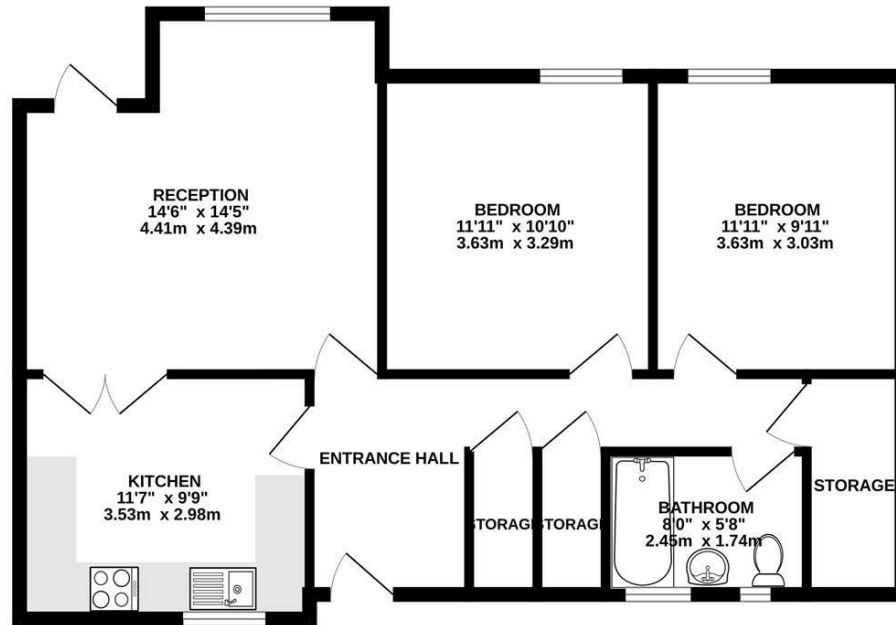 RECEPTION
14'6" x 14'5"
4.41m x 4.39m
BEDROOM
11'11" x 10'10"
3.63m x 3.29m
BEDROOM
11'11" x 9'11"
3.63m x 3.03m
KITCHEN
11'7" x 9'9"
3.53m x 2.98m
ENTRANCE HALL
STORAGE
STORAGE
BATHROOM
8'0" x 5'8"
2.45m x 1.74m
STORAGE